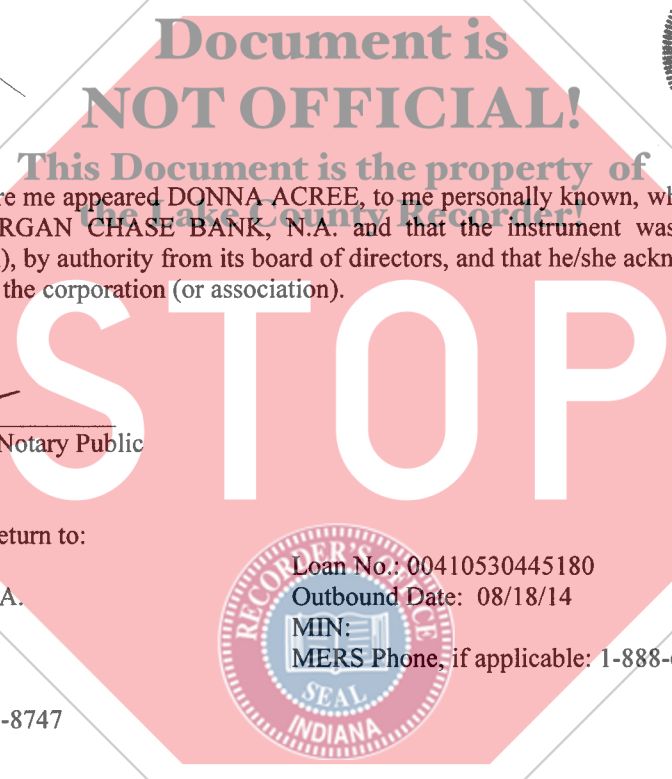 Document is
NOT OFFICIAL!
This Document is the property of
the Lake County Recorder!
re me appeared DONNA ACREE, to me personally known, wh
RGAN CHASE BANK, N.A. and that the instrument was
), by authority from its board of directors, and that he/she ackn
the corporation (or association).
STOP
Notary Public
eturn to:
Loan No.: 00410530445180
A.
Outbound Date: 08/18/14
MIN:
MERS Phone, if applicable: 1-888-
-8747
RECORDER'S OFFICE
SEAL
INDIANA